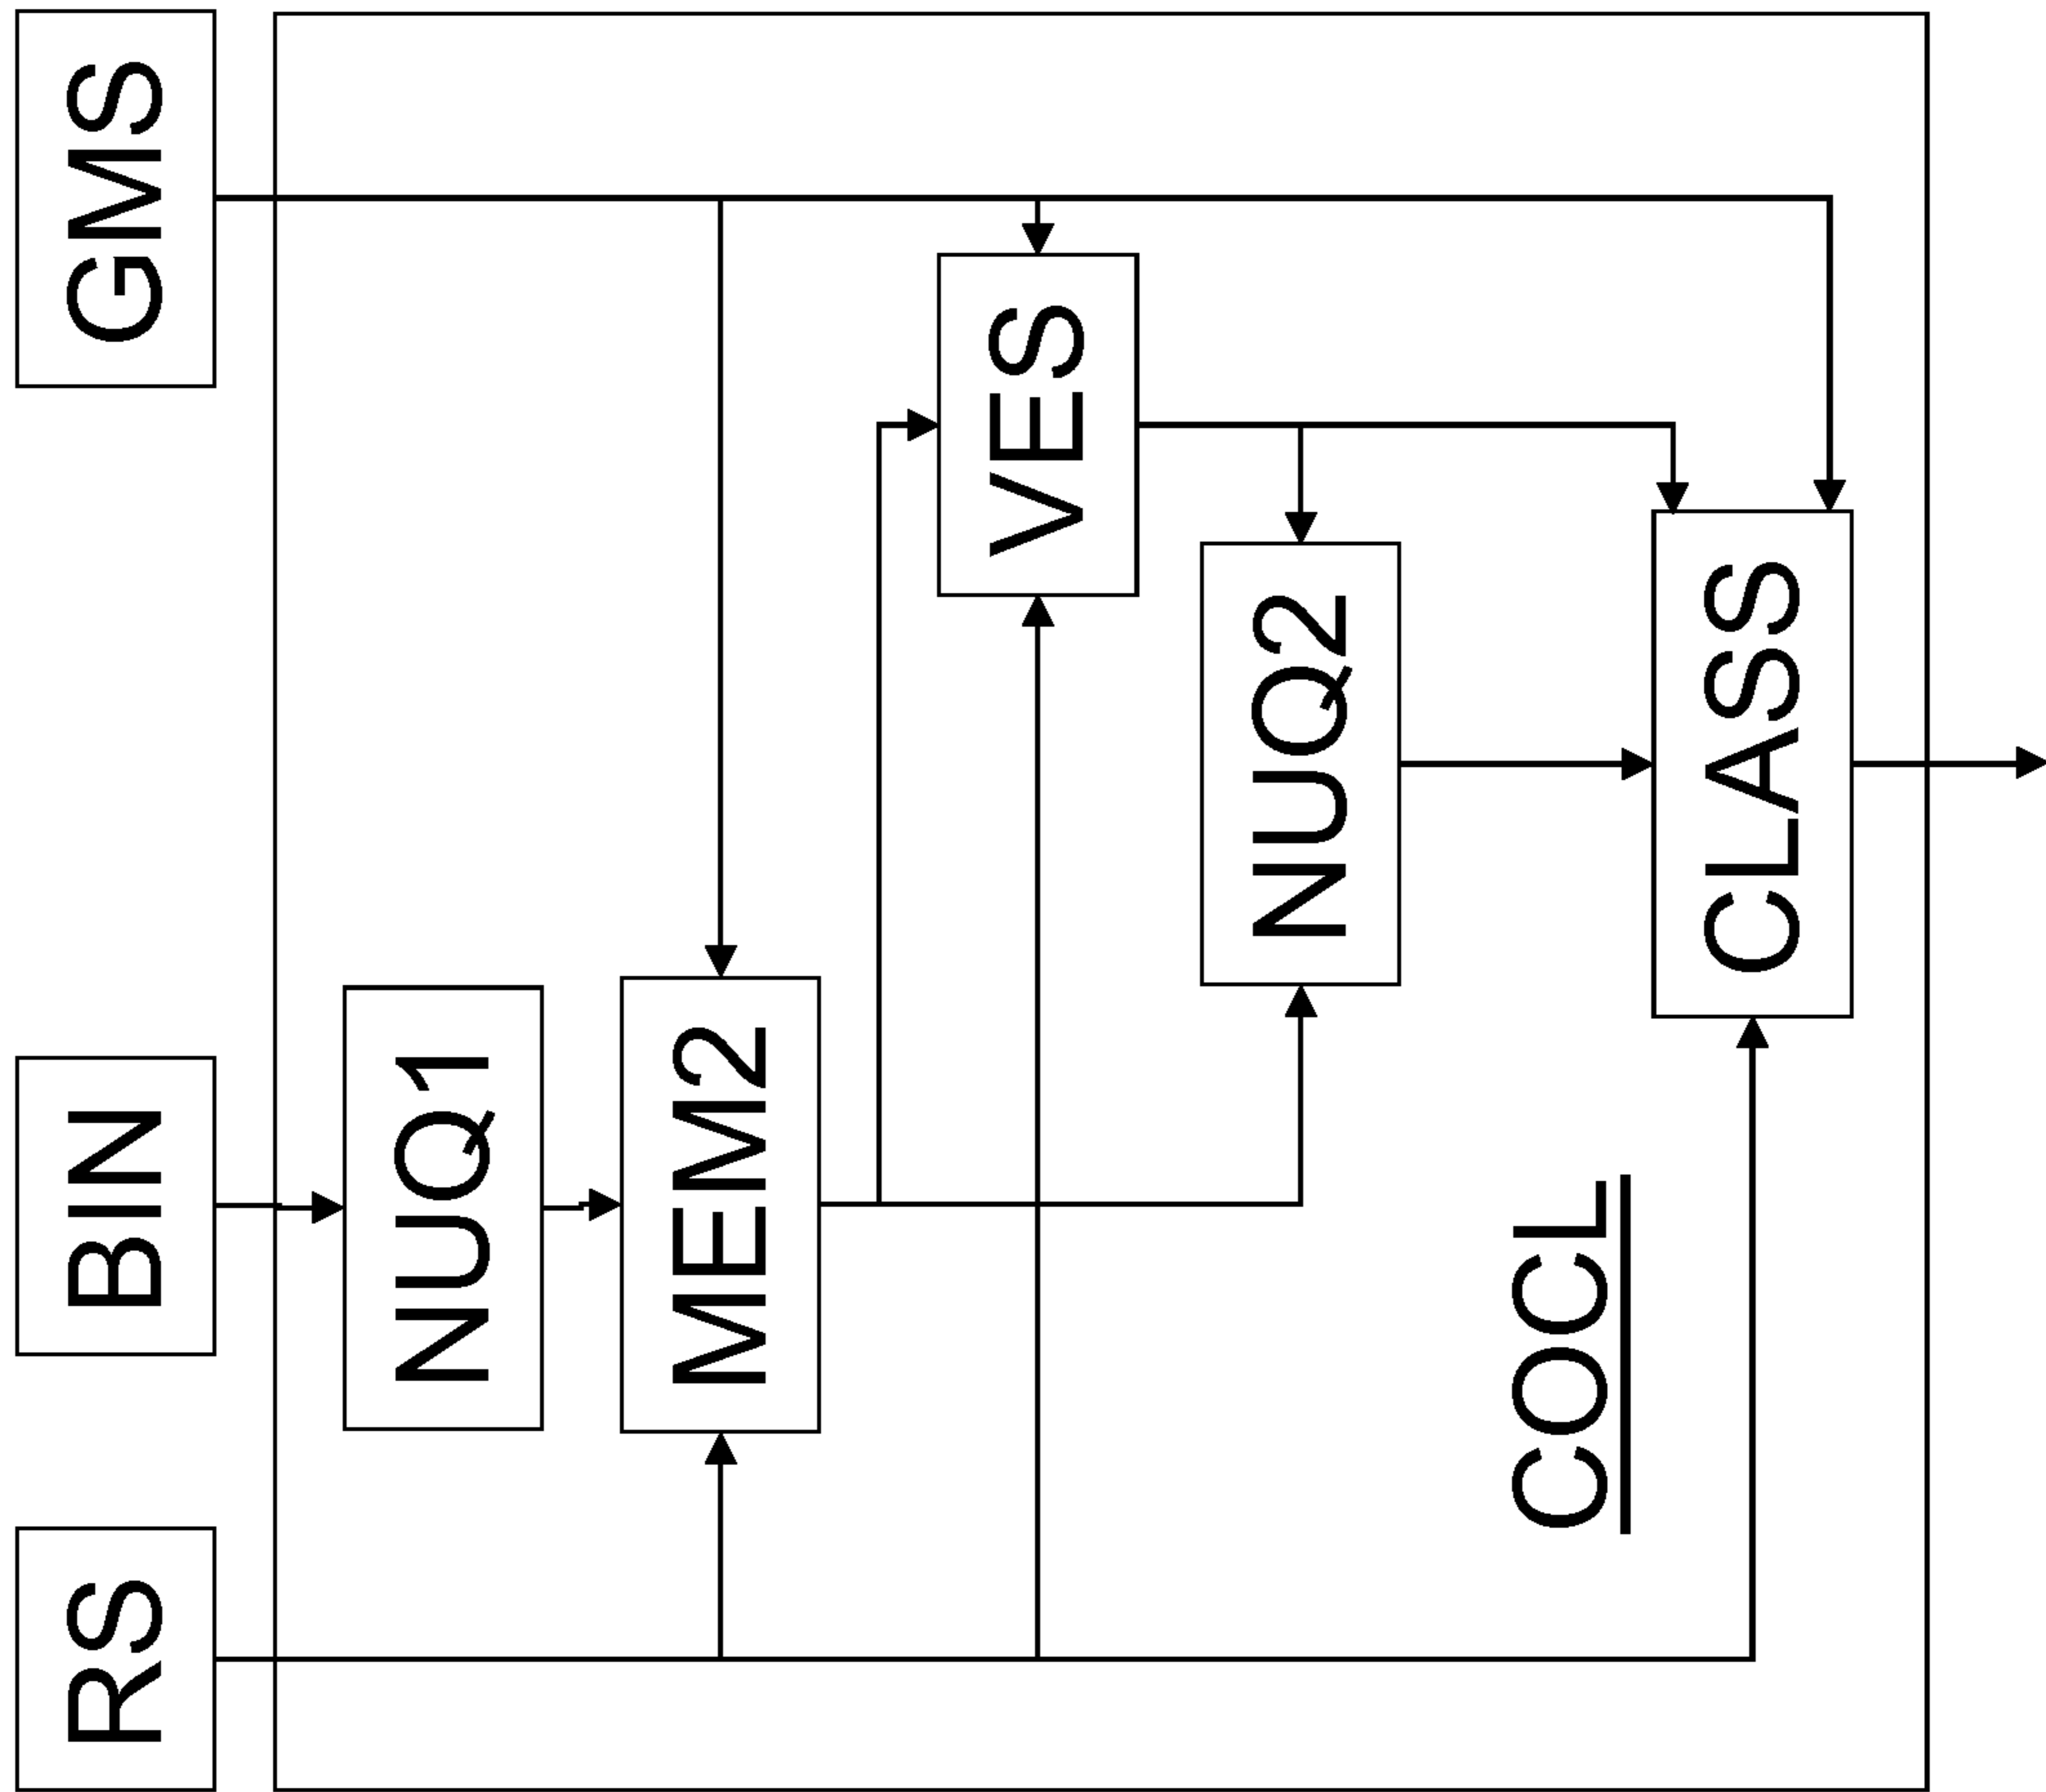 RS
BIN
GMS
NUQ1
MEM2
VES
NUQ2
COCL
CLASS